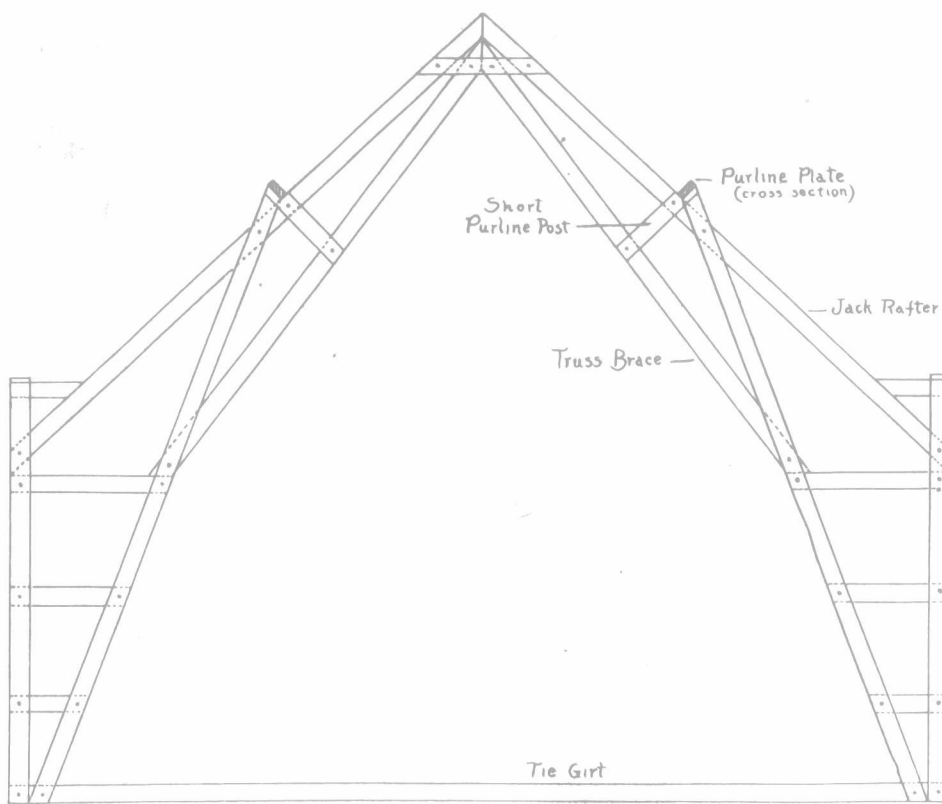 Purline Plate
(cross section)
Short
Purline Post
Jack Rafter
Truss Brace
Tie Girt